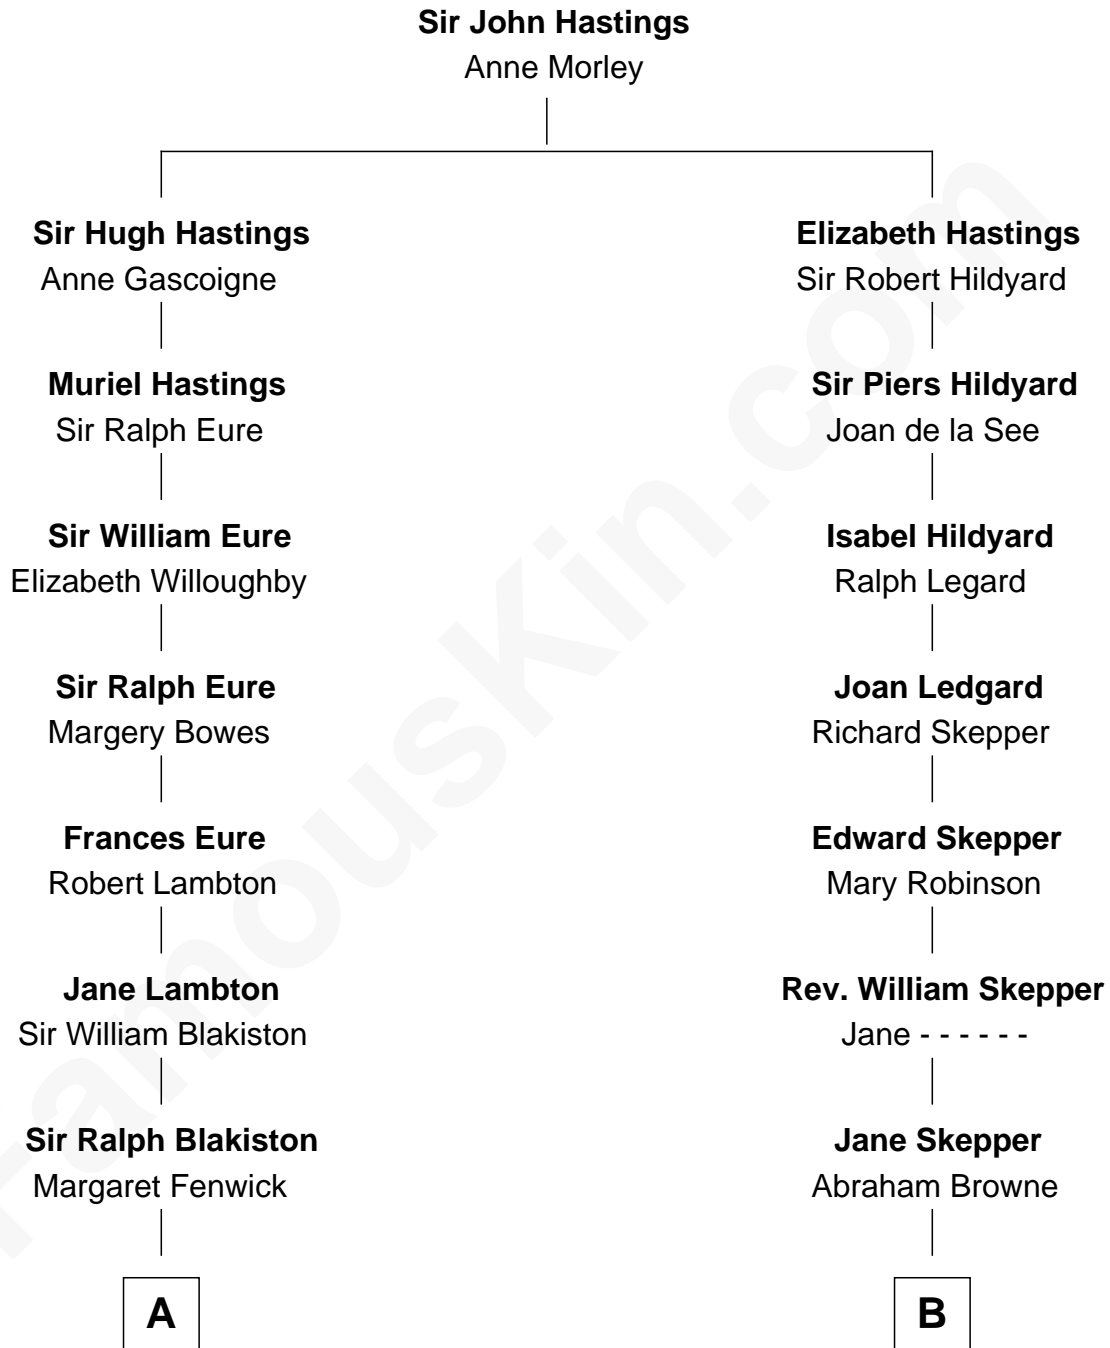 Sir John Hastings
Anne Morley
Sir Hugh Hastings
Anne Gascoigne
Muriel Hastings
Sir Ralph Eure
Sir William Eure
Elizabeth Willoughby
Sir Ralph Eure
Margery Bowes
Frances Eure
Robert Lambton
Jane Lambton
Sir William Blakiston
Sir Ralph Blakiston
Margaret Fenwick
A
Elizabeth Hastings
Sir Robert Hildyard
Sir Piers Hildyard
Joan de la See
Isabel Hildyard
Ralph Legard
Joan Ledgard
Richard Skepper
Edward Skepper
Mary Robinson
Rev. William Skepper
Jane - - - - - -
Jane Skepper
Abraham Browne
B
FamousKin.com